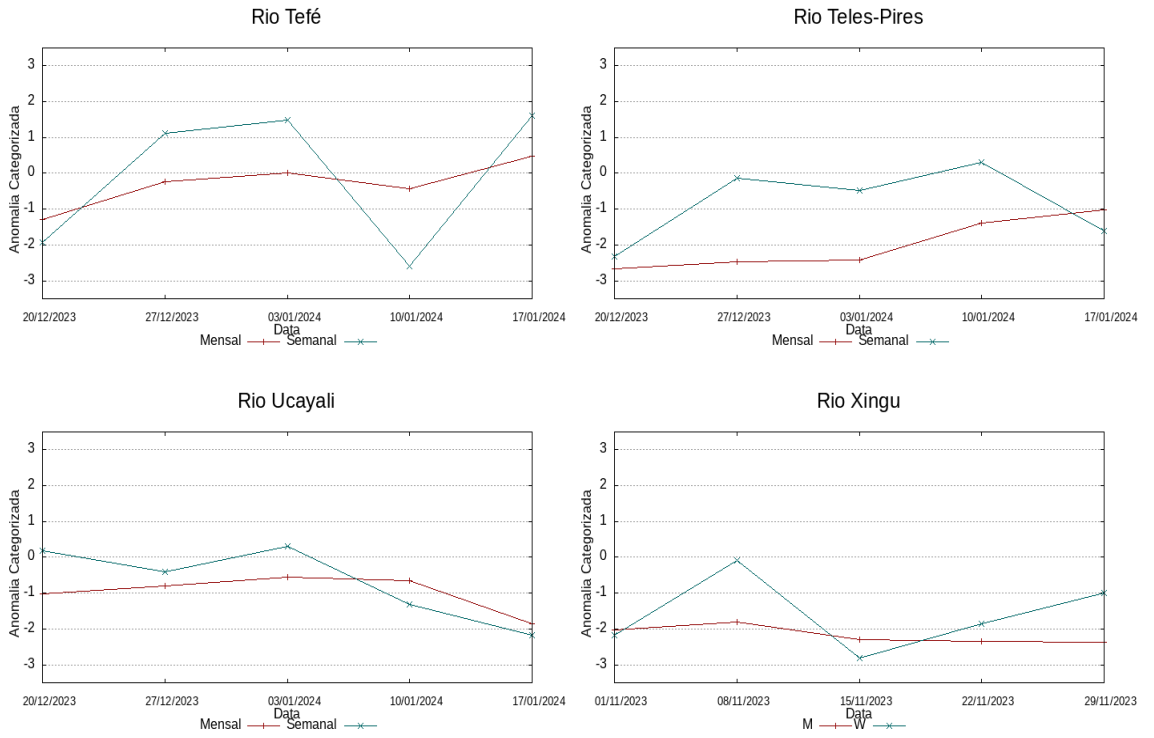 Rio Tefé
Anomalia Categorizada
3
2
1
0
-1
-2
-3
20/12/2023 27/12/2023 03/01/2024 10/01/2024 17/01/2024
Data
Mensal Semanal
Rio Teles-Pires
Anomalia Categorizada
3
2
1
0
-1
-2
-3
20/12/2023 27/12/2023 03/01/2024 10/01/2024 17/01/2024
Data
Mensal Semanal
Rio Ucayali
Anomalia Categorizada
3
2
1
0
-1
-2
-3
20/12/2023 27/12/2023 03/01/2024 10/01/2024 17/01/2024
Data
Mensal Semanal
Rio Xingu
Anomalia Categorizada
3
2
1
0
-1
-2
-3
01/11/2023 08/11/2023 15/11/2023 22/11/2023 29/11/2023
Data
M W